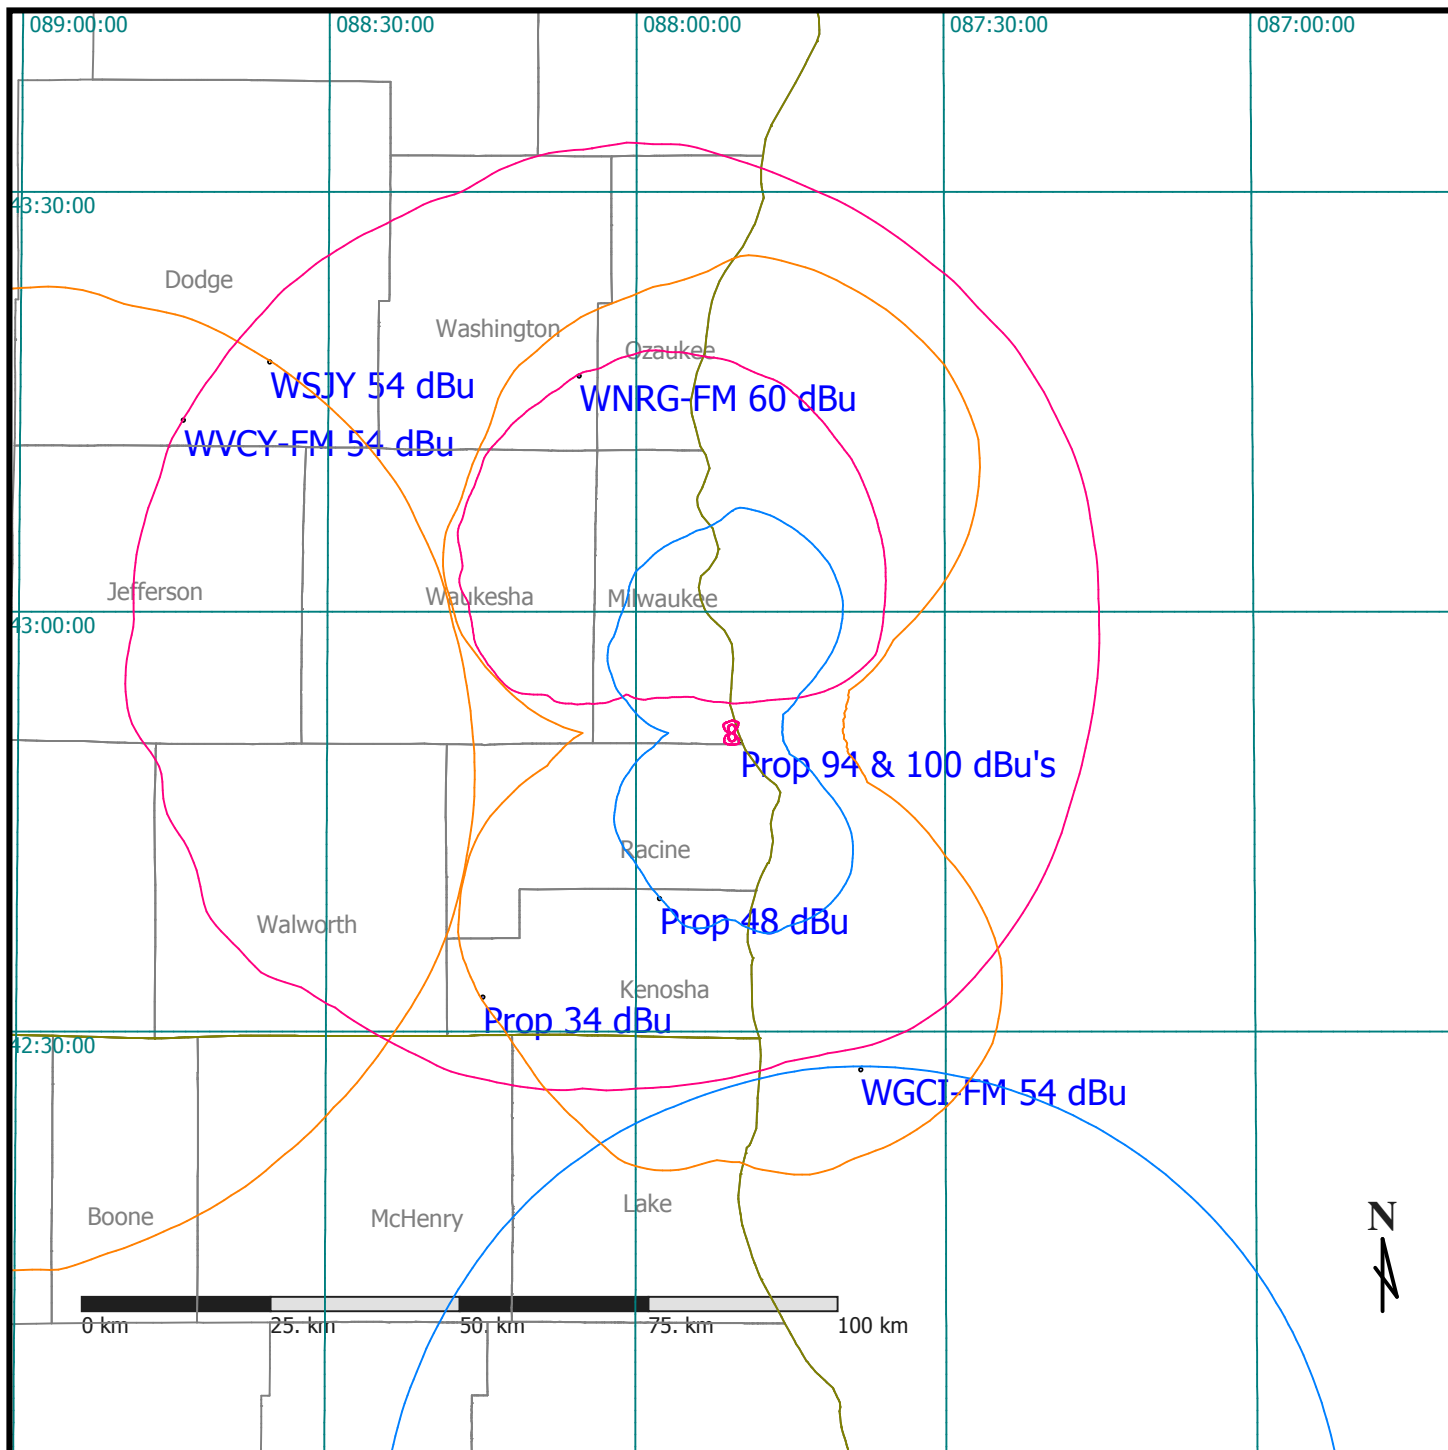 089:00:00
088:30:00
088:00:00
087:30:00
087:00:00
43:30:00
Dodge
Washington
Ozaukee
WSJY 54 dBu
WNRG-FM 60 dBu
WVCY-FM 54 dBu
Jefferson
Waukesha
Milwaukee
43:00:00
Prop 94 & 100 dBu's
Racine
Walworth
Prop 48 dBu
Kenosha
Prop 34 dBu
42:30:00
WGCI-FM 54 dBu
Boone
McHenry
Lake
N
0 km
25. km
50. km
75. km
100 km